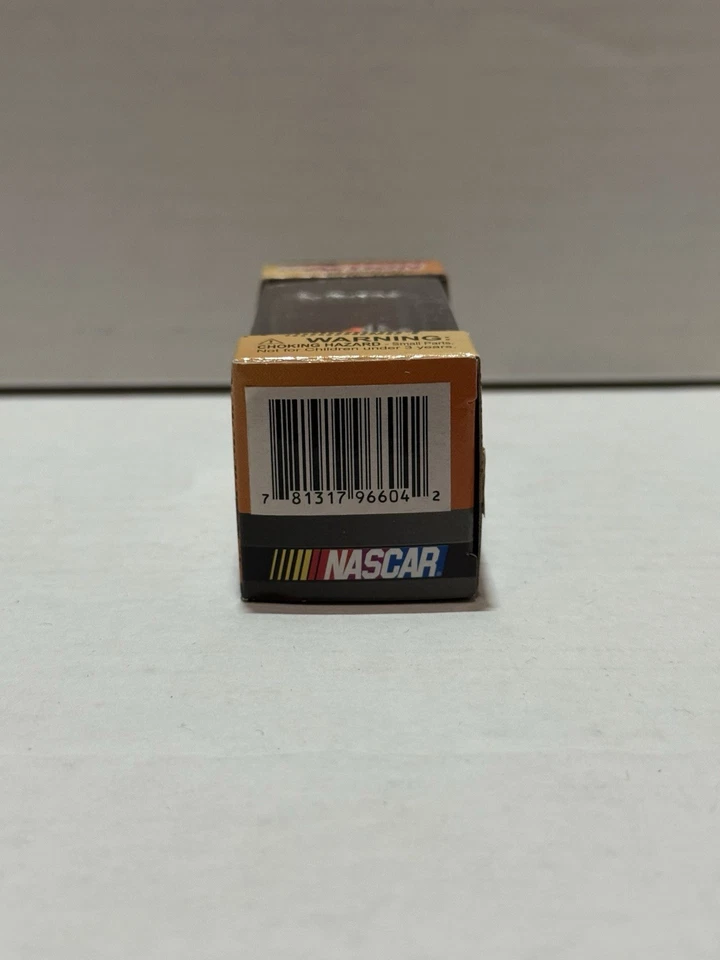 WARNING:
CHOKING HAZARD - Small Parts.
Not for Children under 3 years.
7 81317 96604 2
NASCAR